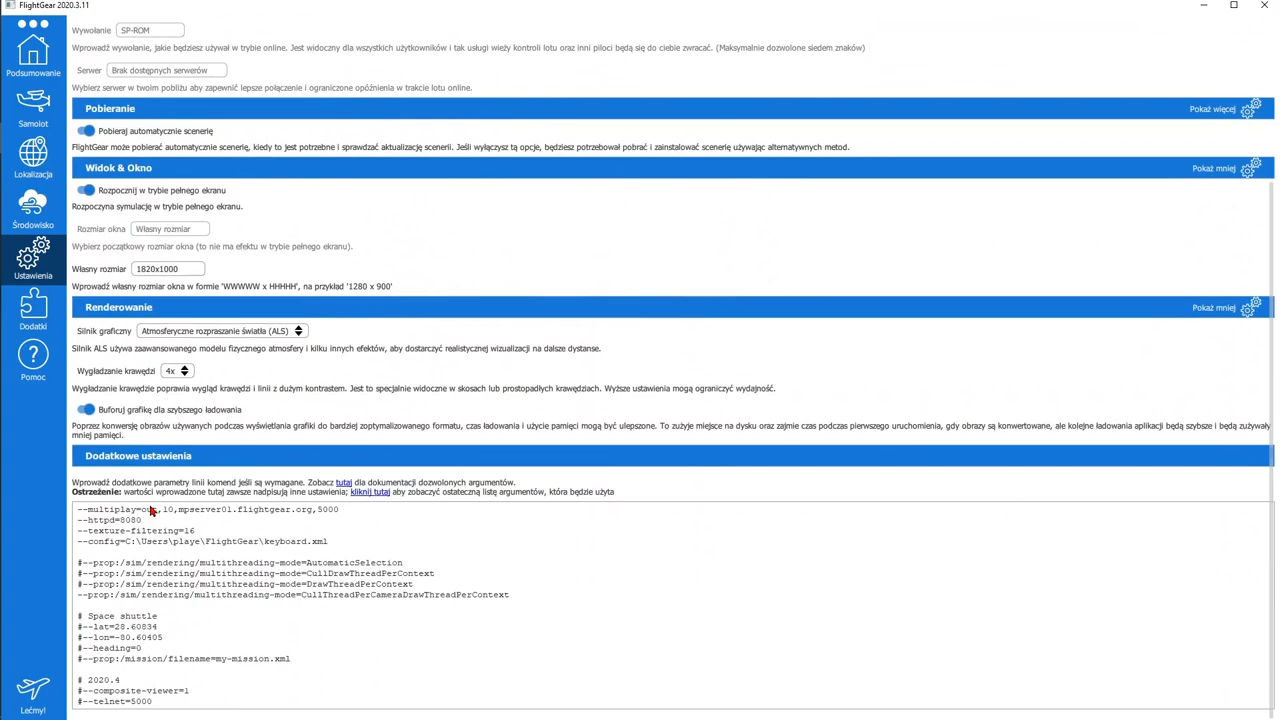 FlightGear 2020.3.11
Wywołanie SP-ROM
Wprowadź wywołanie, jakie będziesz używał w trybie online. Jest widoczny dla wszystkich użytkowników i tak usługi wieży kontroli lotu oraz inni piloci będą się do ciebie zwracać. (Maksymalnie dozwolone siedem znaków)
Serwer Brak dostępnych serwerów
Wybierz serwer w twoim pobliżu aby zapewnić lepsze połączenie i ograniczone opóźnienia w trakcie lotu online.
Pobieranie Pokaż więcej
Pobieraj automatycznie scenerię
FlightGear może pobierać automatycznie scenerię, kiedy to jest potrzebne i sprawdzać aktualizację scenerii. Jeśli wyłączysz tą opcje, będziesz potrzebował pobrać i zainstalować scenerię używając alternatywnych metod.
Widok & Okno Pokaż mniej
Rozpocznij w trybie pełnego ekranu
Rozpoczyna symulację w trybie pełnego ekranu.
Rozmiar okna Własny rozmiar
Wybierz początkowy rozmiar okna (to nie ma efektu w trybie pełnego ekranu).
Własny rozmiar 1820x1000
Wprowadź własny rozmiar okna w formie 'WWWWW x HHHHH', na przykład '1280 x 900'
Renderowanie Pokaż mniej
Silnik graficzny Atmosferyczne rozpraszanie światła (ALS)
Silnik ALS używa zaawansowanego modelu fizycznego atmosfery i kilku innych efektów, aby dostarczyć realistycznej wizualizacji na dalsze dystanse.
Wygładzanie krawędzi 4x
Wygładzanie krawędzie poprawia wygląd krawędzi i linii z dużym kontrastem. Jest to specjalnie widoczne w skosach lub prostopadłych krawędziach. Wyższe ustawienia mogą ograniczyć wydajność.
Buforuj grafikę dla szybszego ładowania
Poprzez konwersję obrazów używanych podczas wyświetlania grafiki do bardziej zoptymalizowanego formatu, czas ładowania i użycie pamięci mogą być ulepszone. To zużyje miejsce na dysku oraz zajmie czas podczas pierwszego uruchomienia, gdy obrazy są konwertowane, ale kolejne ładowania aplikacji będą szybsze i będą zużywały
mniej pamięci.
Dodatkowe ustawienia
Wprowadź dodatkowe parametry linii komend jeśli są wymagane. Zobacz tutaj dla dokumentacji dozwolonych argumentów.
Ostrzeżenie: wartości wprowadzone tutaj zawsze nadpisują inne ustawienia; kliknij tutaj aby zobaczyć ostateczną listę argumentów, która będzie użyta
--multiplay=out,10,mpserver01.flightgear.org,5000
--httpd=8080
--texture-filtering=16
--config=C:\Users\playe\FlightGear\keyboard.xml
#--prop:/sim/rendering/multithreading-mode=AutomaticSelection
#--prop:/sim/rendering/multithreading-mode=CullDrawThreadPerContext
#--prop:/sim/rendering/multithreading-mode=DrawThreadPerContext
--prop:/sim/rendering/multithreading-mode=CullThreadPerCameraDrawThreadPerContext
# Space shuttle
#--lat=28.60834
#--lon=-80.60405
#--heading=0
#--prop:/mission/filename=my-mission.xml
# 2020.4
#--composite-viewer=1
#--telnet=5000
Podsumowanie
Samolot
Lokalizacja
Środowisko
Ustawienia
Dodatki
?
Pomoc
Lećmy!